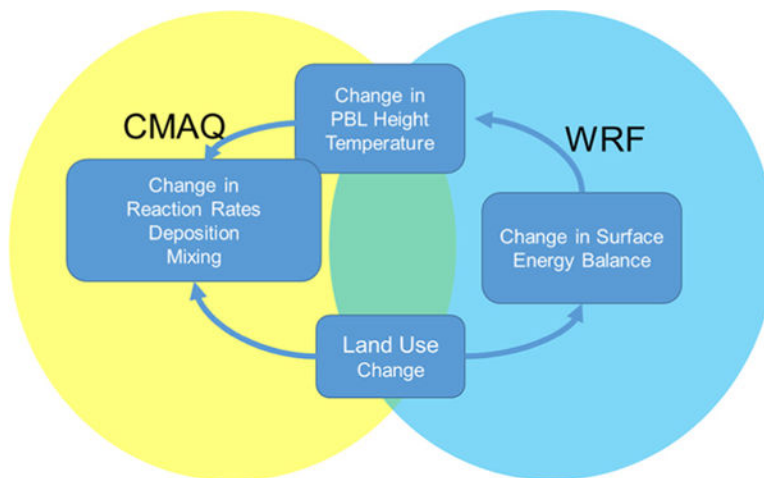 CMAQ
Change in
PBL Height
Temperature
WRF
Change in
Reaction Rates
Deposition
Mixing
Change in Surface
Energy Balance
Land Use
Change